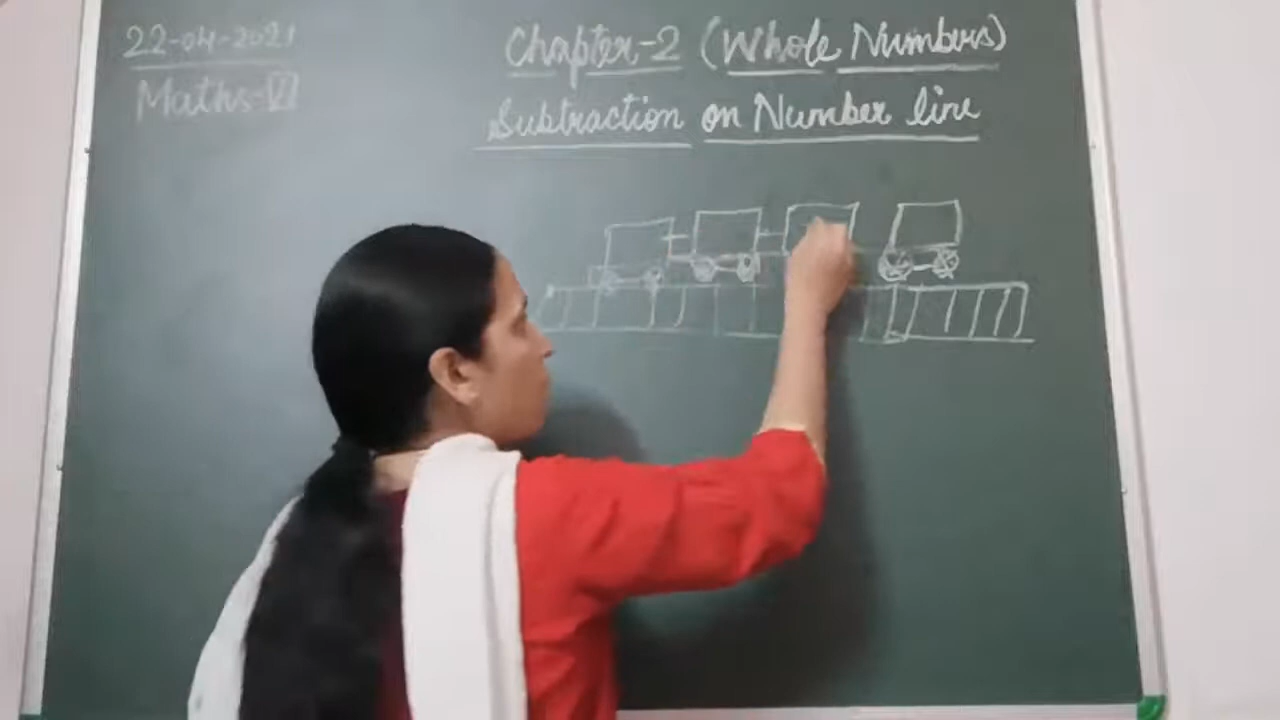 22-04-2021
Maths-VI
Chapter-2 (Whole Numbers)
Subtraction on Number line